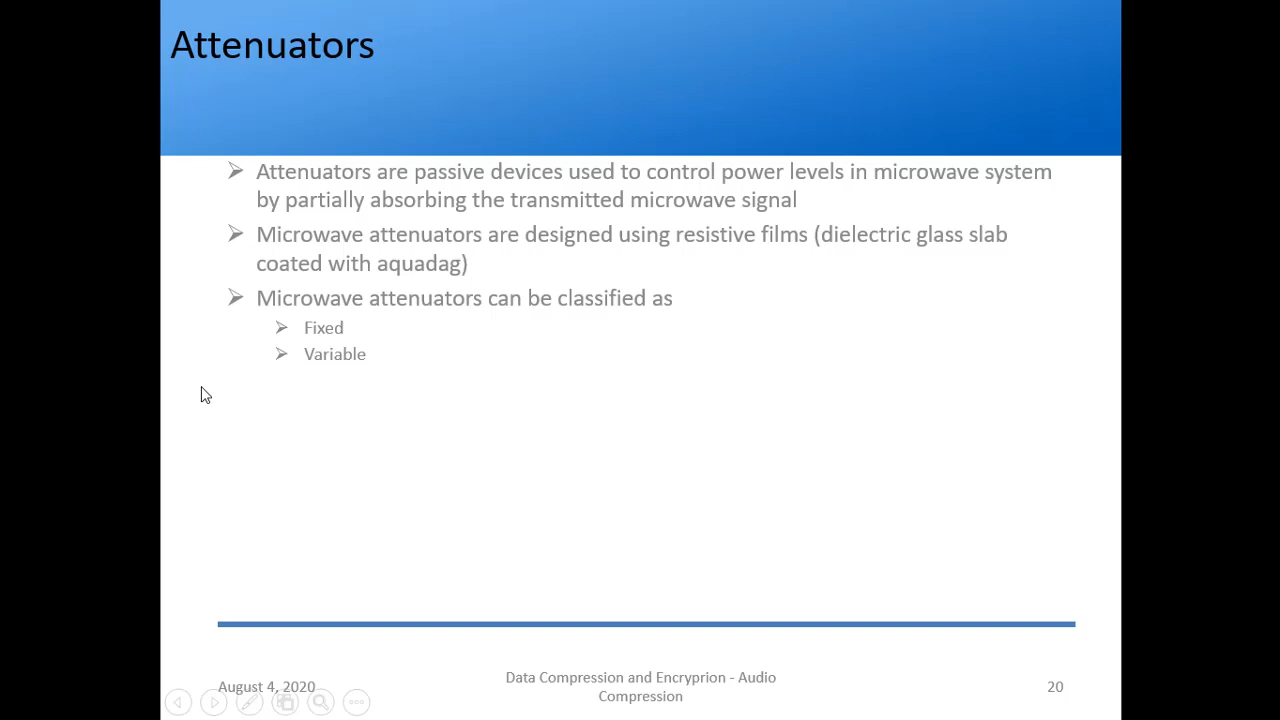 Attenuators
Attenuators are passive devices used to control power levels in microwave system
by partially absorbing the transmitted microwave signal
Microwave attenuators are designed using resistive films (dielectric glass slab
coated with aquadag)
Microwave attenuators can be classified as
Fixed
Variable
August 4, 2020
Data Compression and Encryprion - Audio
Compression
20